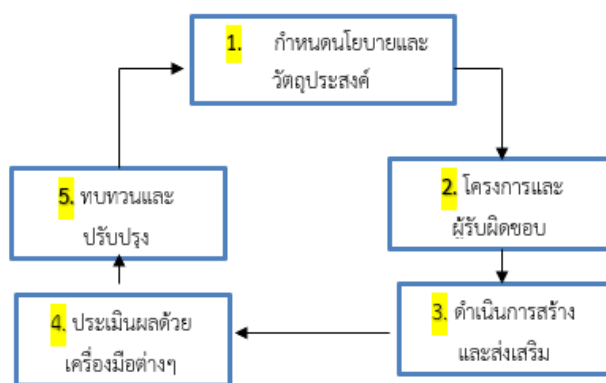 1. กำหนดนโยบายและ
วัตถุประสงค์
2. โครงการและ
ผู้รับผิดชอบ
3. ดำเนินการสร้าง
และส่งเสริม
4. ประเมินผลด้วย
เครื่องมือต่างๆ
5. ทบทวนและ
ปรับปรุง